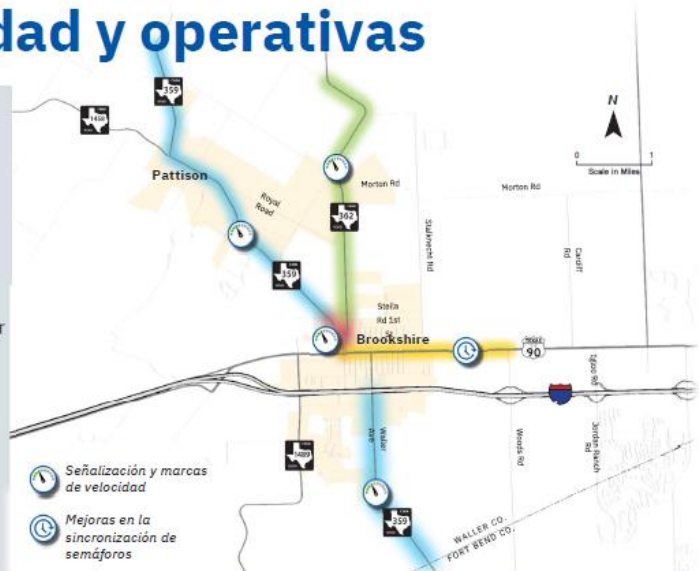 dad y operativas
359
1458
N
0 1
Scale in Miles
Pattison
Morton Rd
Morton Rd
Royal
Road
362
Stalknecht Rd
Cardiff
Rd
359
Stella
Rd 1st
St
r
Brookshire
90
Igloo Rd
Waller
Ave
1489
Woods Rd
Jordan Ranch
Rd
Señalización y marcas
de velocidad
359
Mejoras en la
sincronización de
semáforos
WALLER CO.
FORT BEND CO.